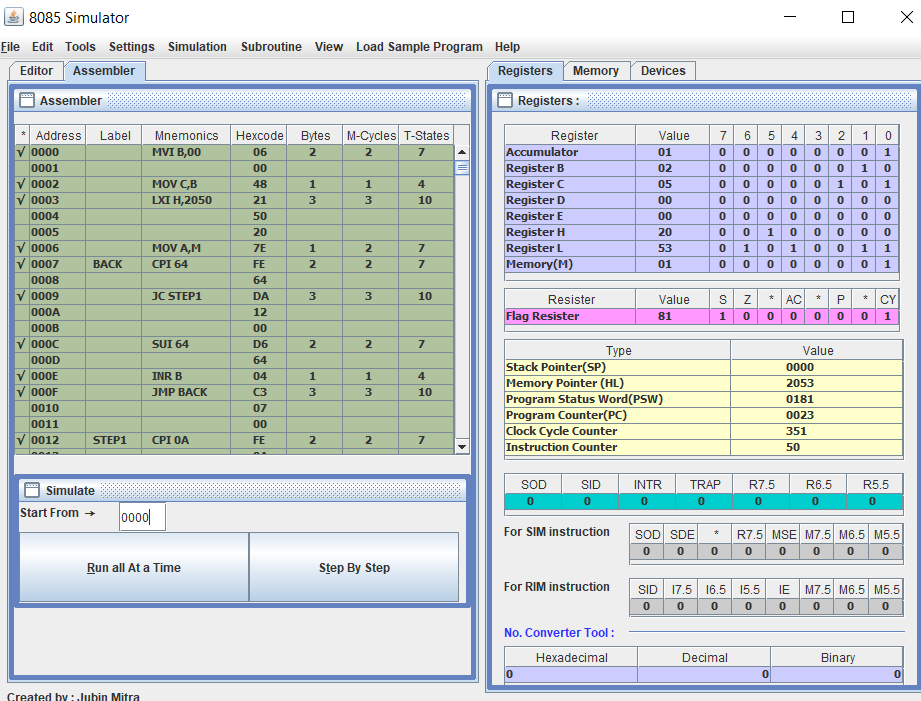 8085 Simulator
File Edit Tools Settings Simulation Subroutine View Load Sample Program Help
Editor Assembler
Assembler
* Address Label Mnemonics Hexcode Bytes M-Cycles T-States
√ 0000 MVI B,00 06 2 2 7
0001 00
√ 0002 MOV C,B 48 1 1 4
√ 0003 LXI H,2050 21 3 3 10
0004 50
0005 20
√ 0006 MOV A,M 7E 1 2 7
√ 0007 BACK CPI 64 FE 2 2 7
0008 64
√ 0009 JC STEP1 DA 3 3 10
000A 12
000B 00
√ 000C SUI 64 D6 2 2 7
000D 64
√ 000E INR B 04 1 1 4
√ 000F JMP BACK C3 3 3 10
0010 07
0011 00
√ 0012 STEP1 CPI 0A FE 2 2 7
Simulate
Start From →
0000
Run all At a Time Step By Step
Created by : Jubin Mitra
Registers Memory Devices
Registers :
Register Value 7 6 5 4 3 2 1 0
Accumulator 01 0 0 0 0 0 0 0 1
Register B 02 0 0 0 0 0 0 1 0
Register C 05 0 0 0 0 0 1 0 1
Register D 00 0 0 0 0 0 0 0 0
Register E 00 0 0 0 0 0 0 0 0
Register H 20 0 0 1 0 0 0 0 0
Register L 53 0 1 0 1 0 0 1 1
Memory(M) 01 0 0 0 0 0 0 0 1
Resister Value S Z * AC * P * CY
Flag Resister 81 1 0 0 0 0 0 0 1
Type Value
Stack Pointer(SP) 0000
Memory Pointer (HL) 2053
Program Status Word(PSW) 0181
Program Counter(PC) 0023
Clock Cycle Counter 351
Instruction Counter 50
SOD SID INTR TRAP R7.5 R6.5 R5.5
0 0 0 0 0 0 0
For SIM instruction
SOD SDE * R7.5 MSE M7.5 M6.5 M5.5
0 0 0 0 0 0 0 0
For RIM instruction
SID I7.5 I6.5 I5.5 IE M7.5 M6.5 M5.5
0 0 0 0 0 0 0 0
No. Converter Tool :
Hexadecimal Decimal Binary
0 0 0